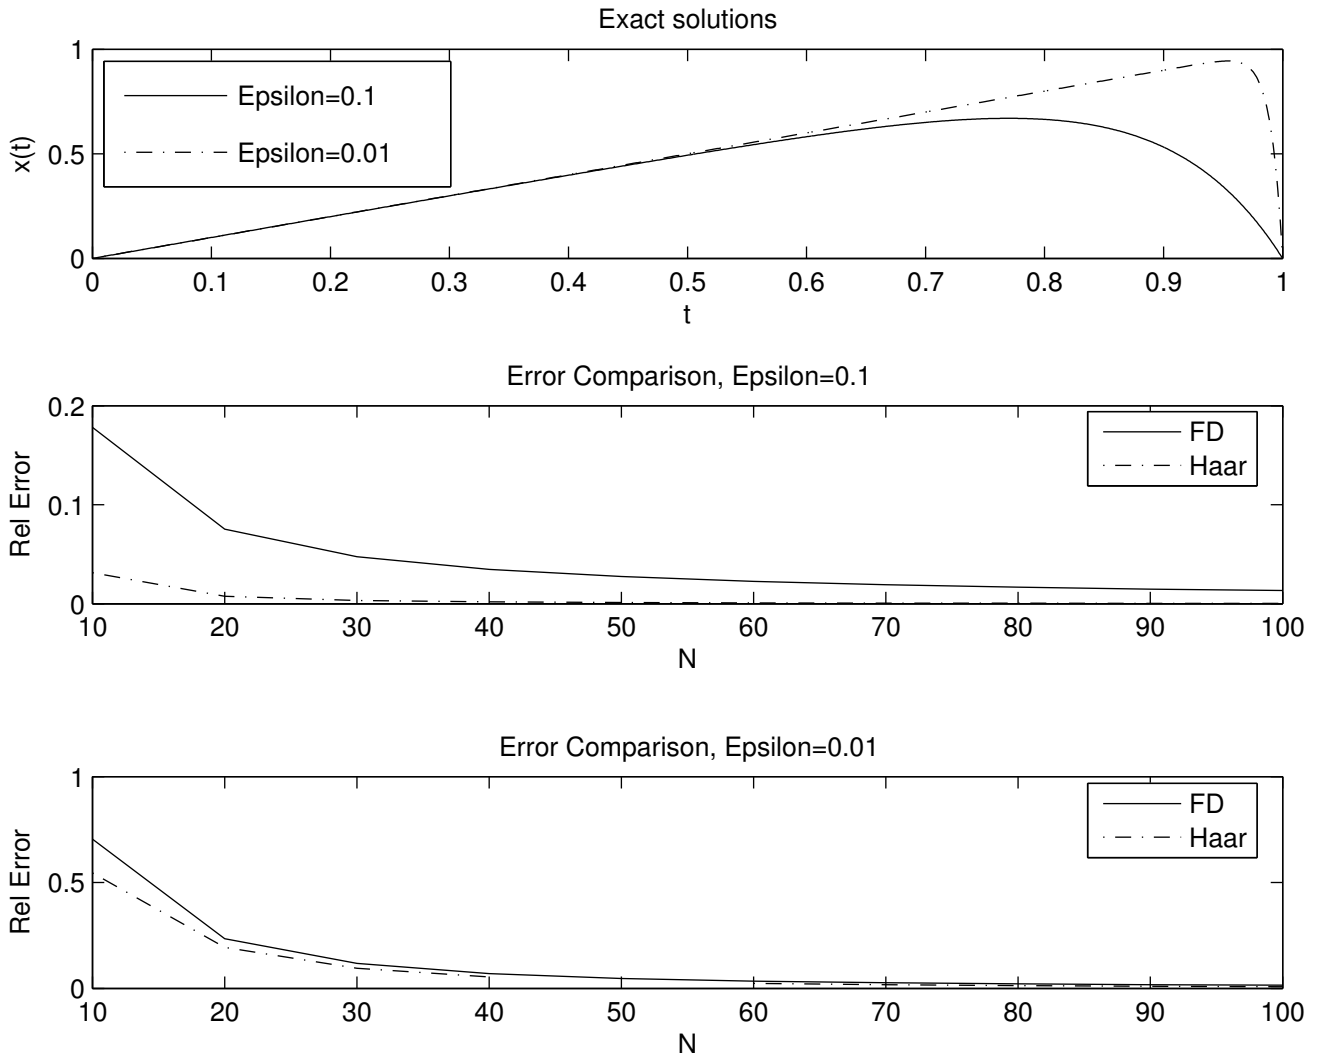 Exact solutions
1
0.5
0
x(t)
Epsilon=0.1
Epsilon=0.01
0 0.1 0.2 0.3 0.4 0.5 0.6 0.7 0.8 0.9 1
t
Error Comparison, Epsilon=0.1
0.2
0.1
0
Rel Error
FD
Haar
10 20 30 40 50 60 70 80 90 100
N
Error Comparison, Epsilon=0.01
1
0.5
0
Rel Error
FD
Haar
10 20 30 40 50 60 70 80 90 100
N